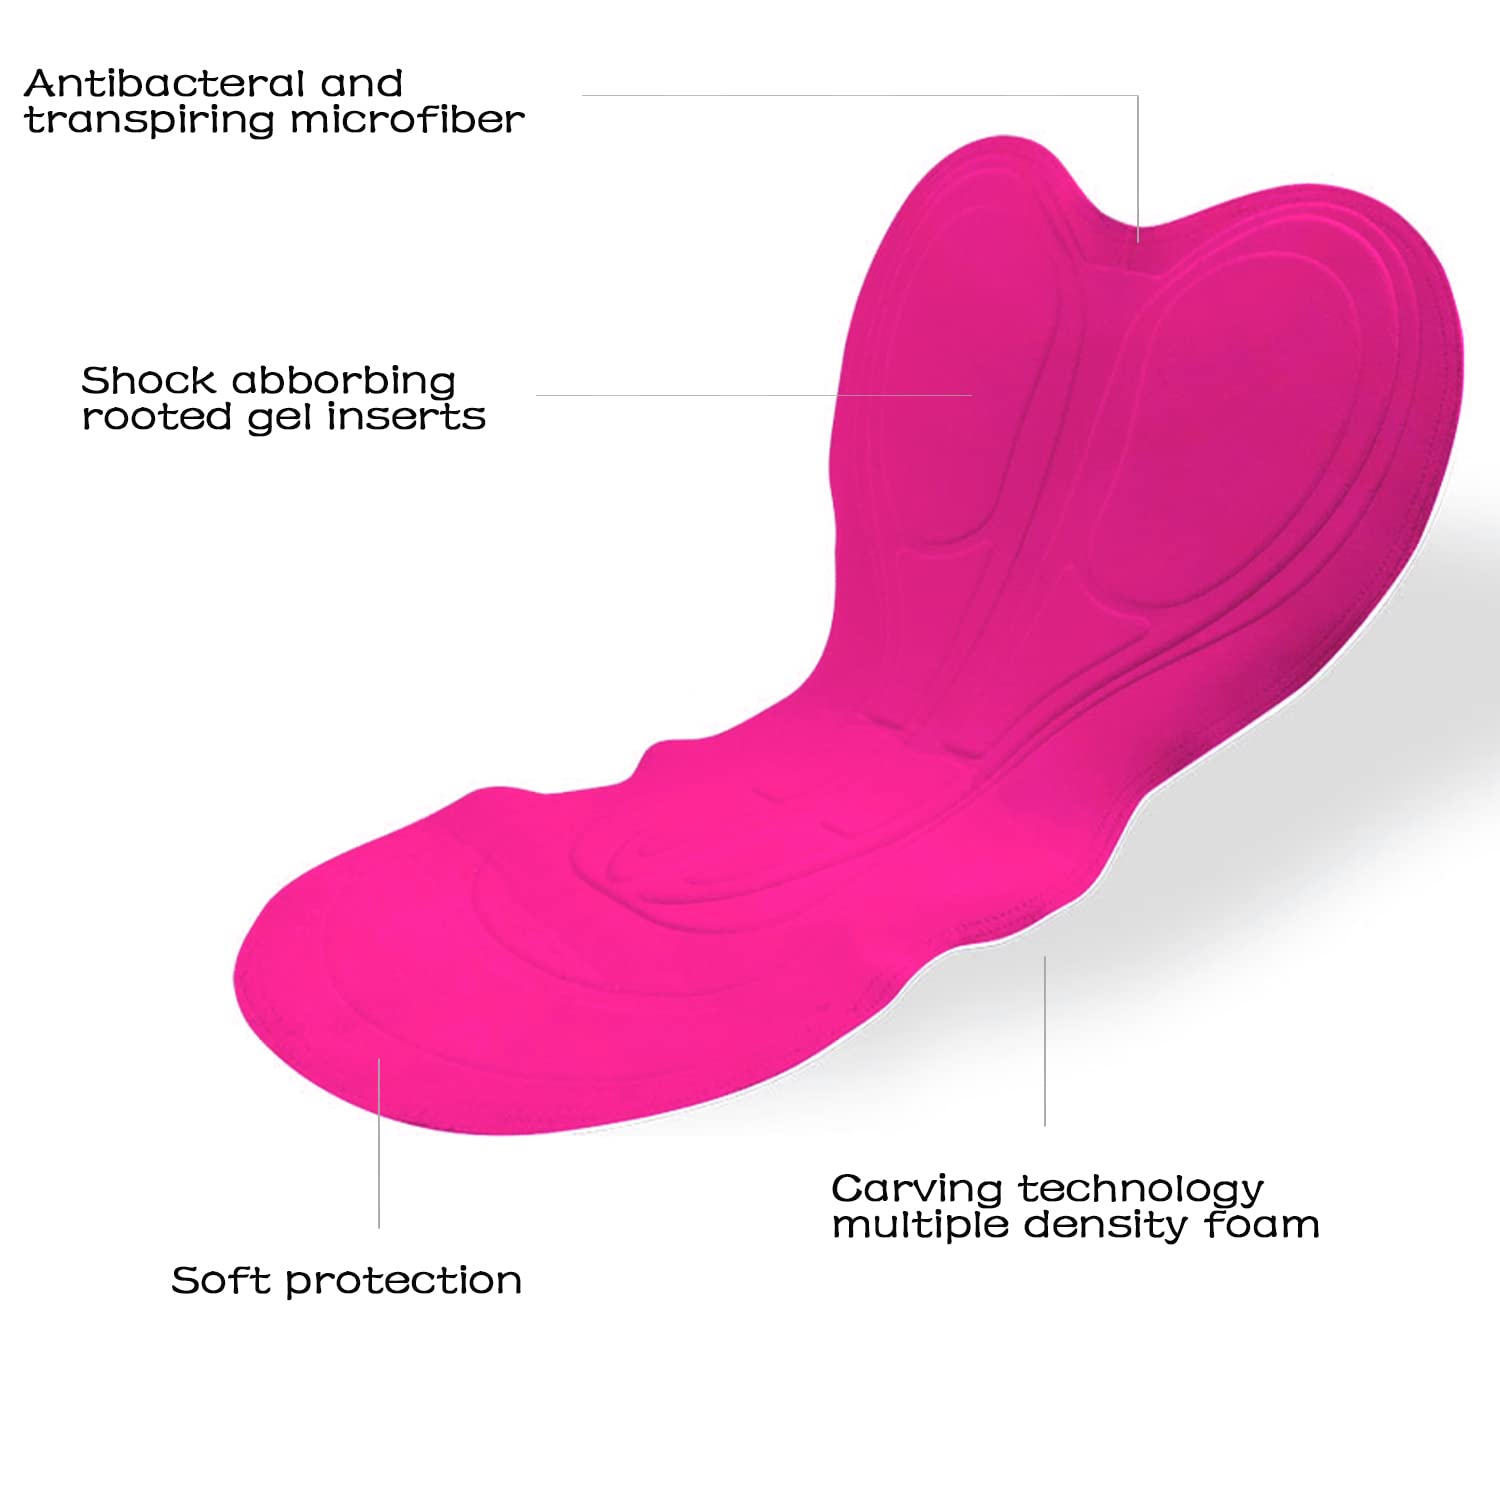 Antibacteral and
transpiring microfiber
Shock abborbing
rooted gel inserts
Carving technology
multiple density foam
Soft protection